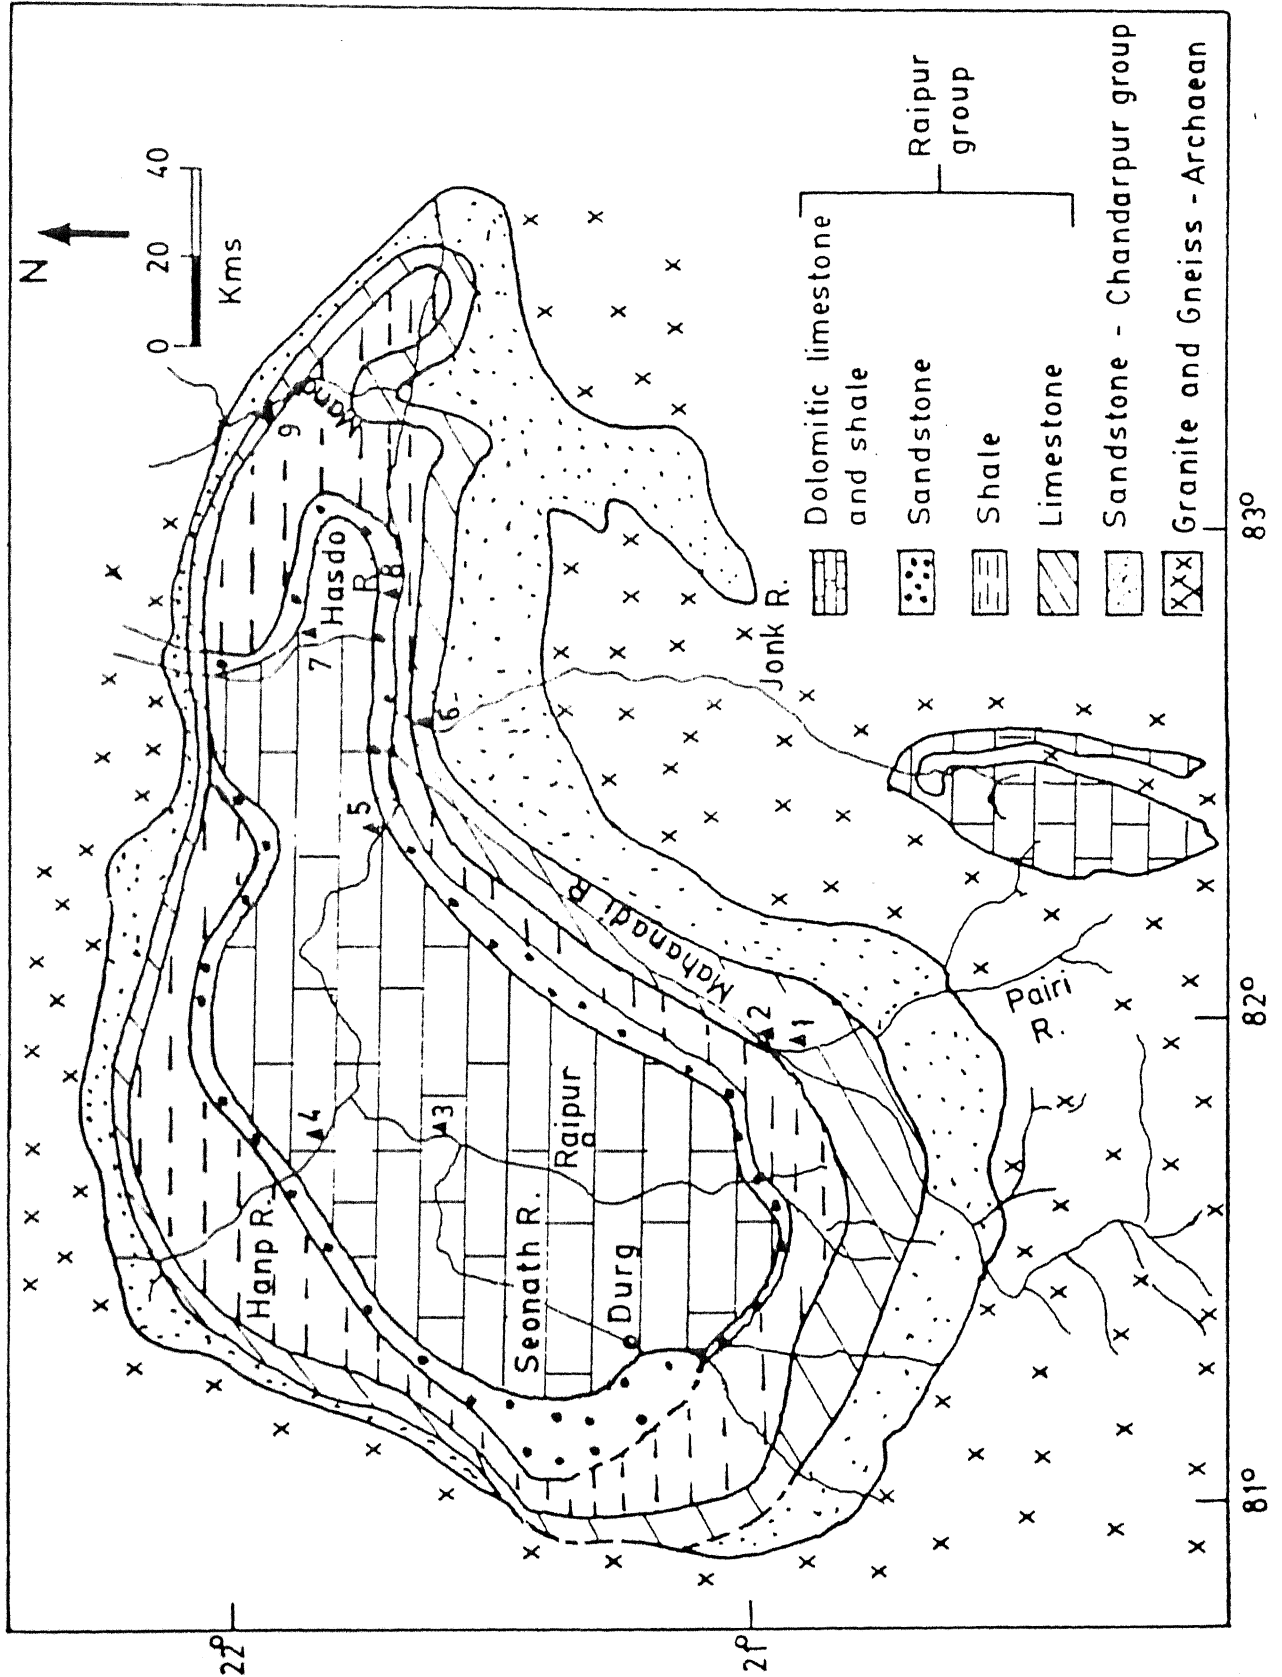 N
0 20 40
Kms
22°
21°
81°
82°
83°
Mand
9
Hasdo
R.
8
7
6
5
4
3
2
1
Hanp R.
Seonath R.
Raipur
Durg
Mahanadi R.
Pairi
R.
Jonk R.
Dolomitic limestone
and shale
Sandstone
Shale
Limestone
Raipur
group
Sandstone - Chandarpur group
Granite and Gneiss - Archaean